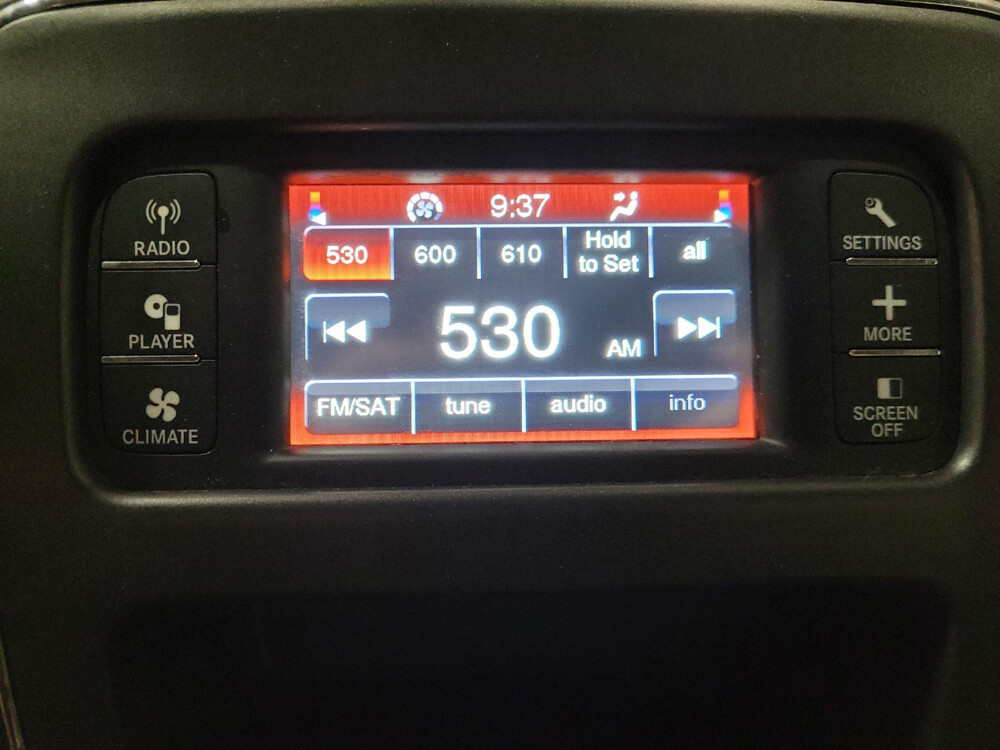 RADIO
PLAYER
CLIMATE
9:37
530
600
610
Hold
to Set
all
530 AM
FM/SAT
tune
audio
info
SETTINGS
MORE
SCREEN
OFF